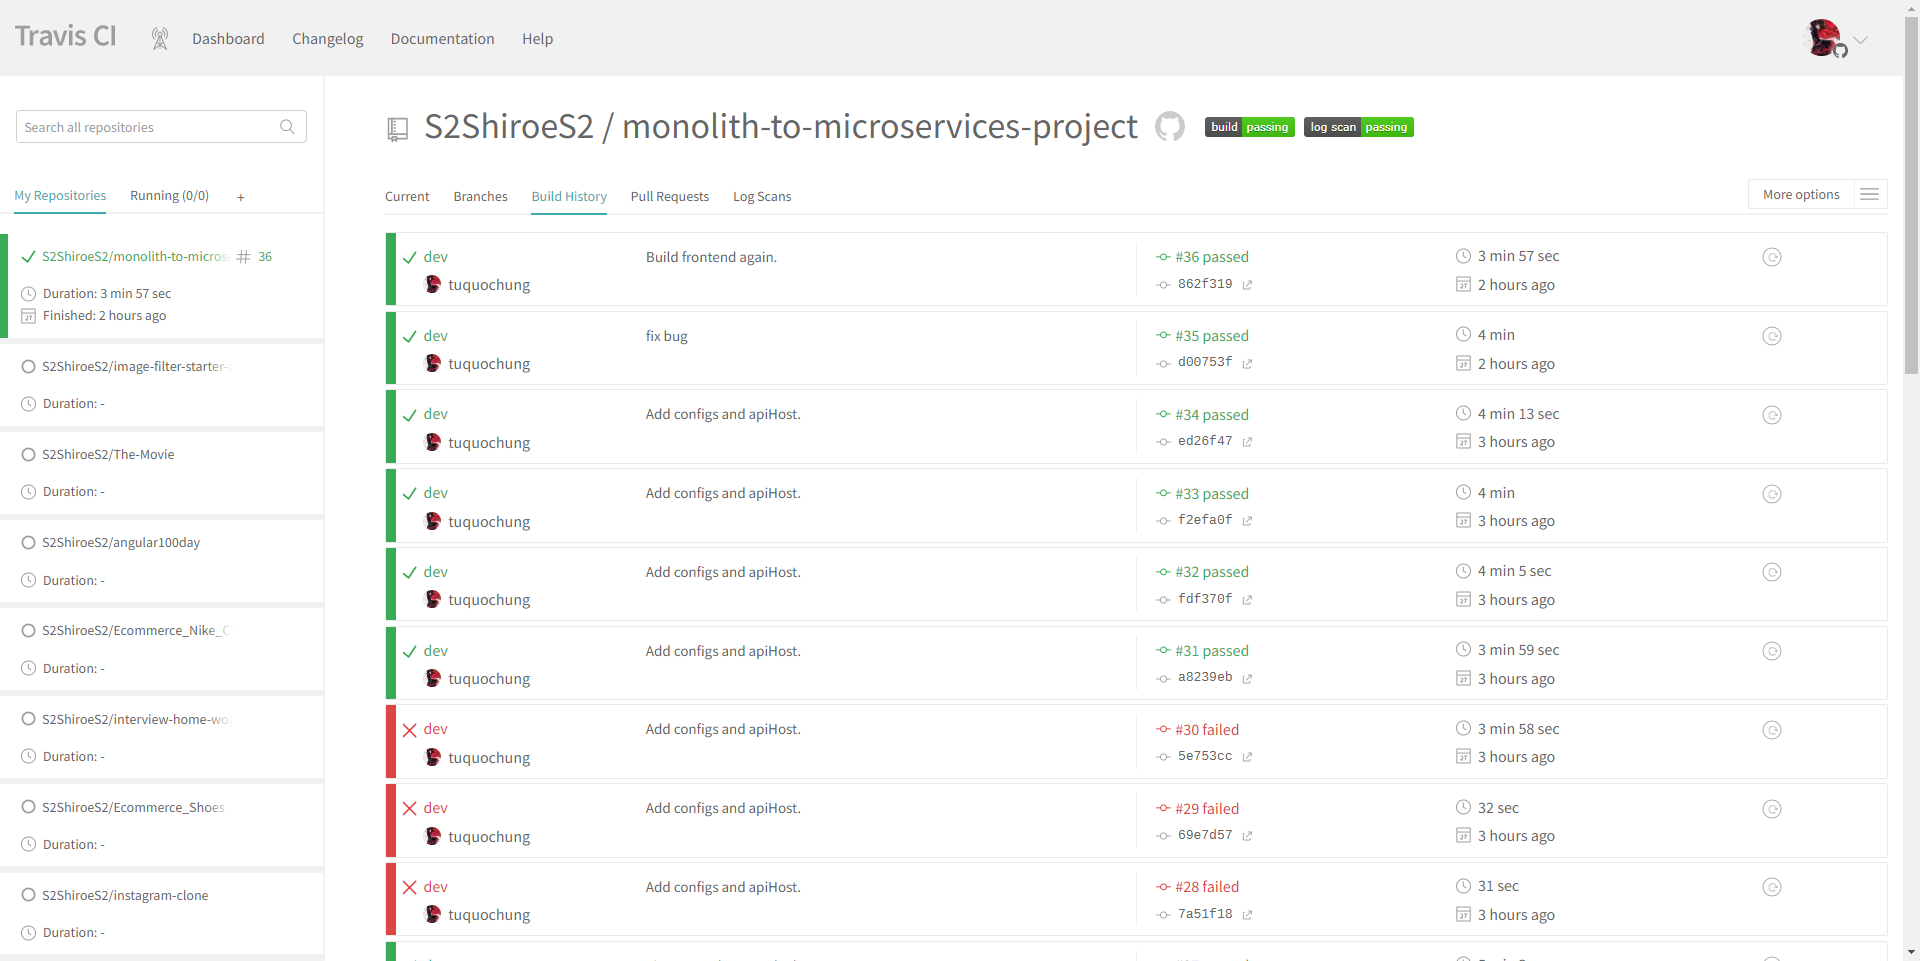 Travis CI
Dashboard
Changelog
Documentation
Help
Search all repositories
My Repositories
Running (0/0)
+
S2ShiroeS2/monolith-to-micros
36
Duration: 3 min 57 sec
Finished: 2 hours ago
S2ShiroeS2/image-filter-starter-
Duration: -
S2ShiroeS2/The-Movie
Duration: -
S2ShiroeS2/angular100day
Duration: -
S2ShiroeS2/Ecommerce_Nike_C
Duration: -
S2ShiroeS2/interview-home-wo
Duration: -
S2ShiroeS2/Ecommerce_Shoes
Duration: -
S2ShiroeS2/instagram-clone
Duration: -
S2ShiroeS2 / monolith-to-microservices-project
build passing
log scan passing
Current
Branches
Build History
Pull Requests
Log Scans
More options
dev
Build frontend again.
#36 passed
3 min 57 sec
tuquochung
862f319
2 hours ago
dev
fix bug
#35 passed
4 min
tuquochung
d00753f
2 hours ago
dev
Add configs and apiHost.
#34 passed
4 min 13 sec
tuquochung
ed26f47
3 hours ago
dev
Add configs and apiHost.
#33 passed
4 min
tuquochung
f2efa0f
3 hours ago
dev
Add configs and apiHost.
#32 passed
4 min 5 sec
tuquochung
fdf370f
3 hours ago
dev
Add configs and apiHost.
#31 passed
3 min 59 sec
tuquochung
a8239eb
3 hours ago
dev
Add configs and apiHost.
#30 failed
3 min 58 sec
tuquochung
5e753cc
3 hours ago
dev
Add configs and apiHost.
#29 failed
32 sec
tuquochung
69e7d57
3 hours ago
dev
Add configs and apiHost.
#28 failed
31 sec
tuquochung
7a51f18
3 hours ago